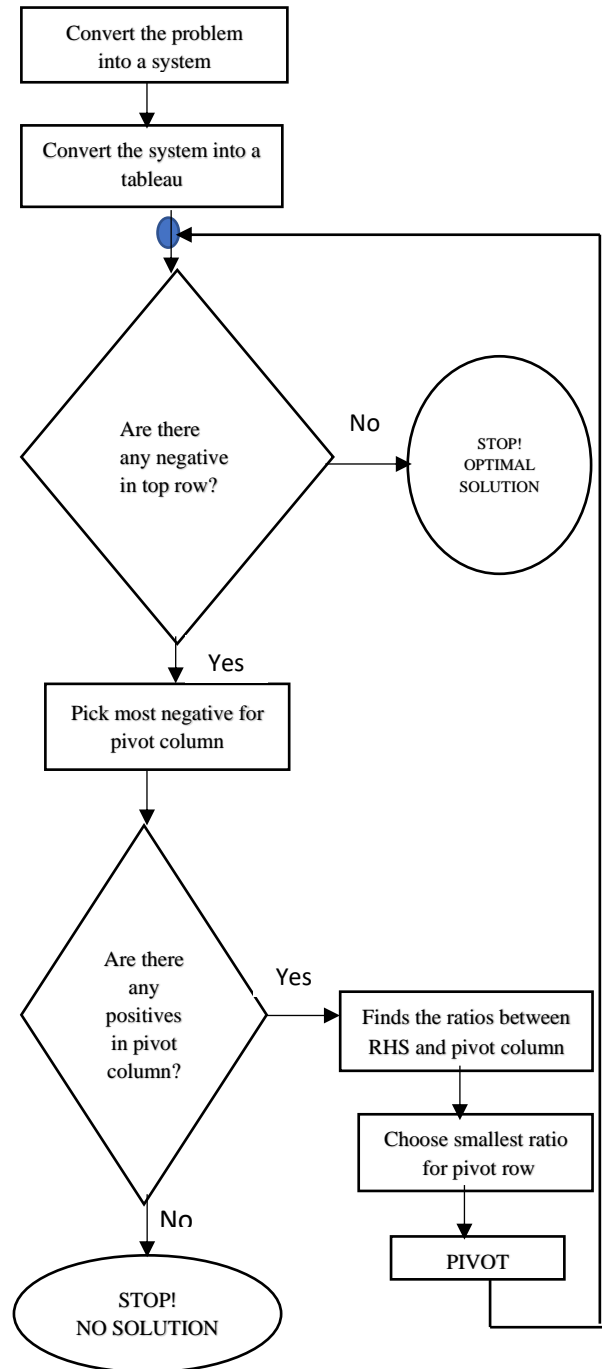 Convert the problem
into a system
Convert the system into a
tableau
Are there
any negative
in top row?
No
STOP!
OPTIMAL
SOLUTION
Yes
Pick most negative for
pivot column
Are there
any
positives
in pivot
column?
Yes
Finds the ratios between
RHS and pivot column
Choose smallest ratio
for pivot row
PIVOT
No
STOP!
NO SOLUTION